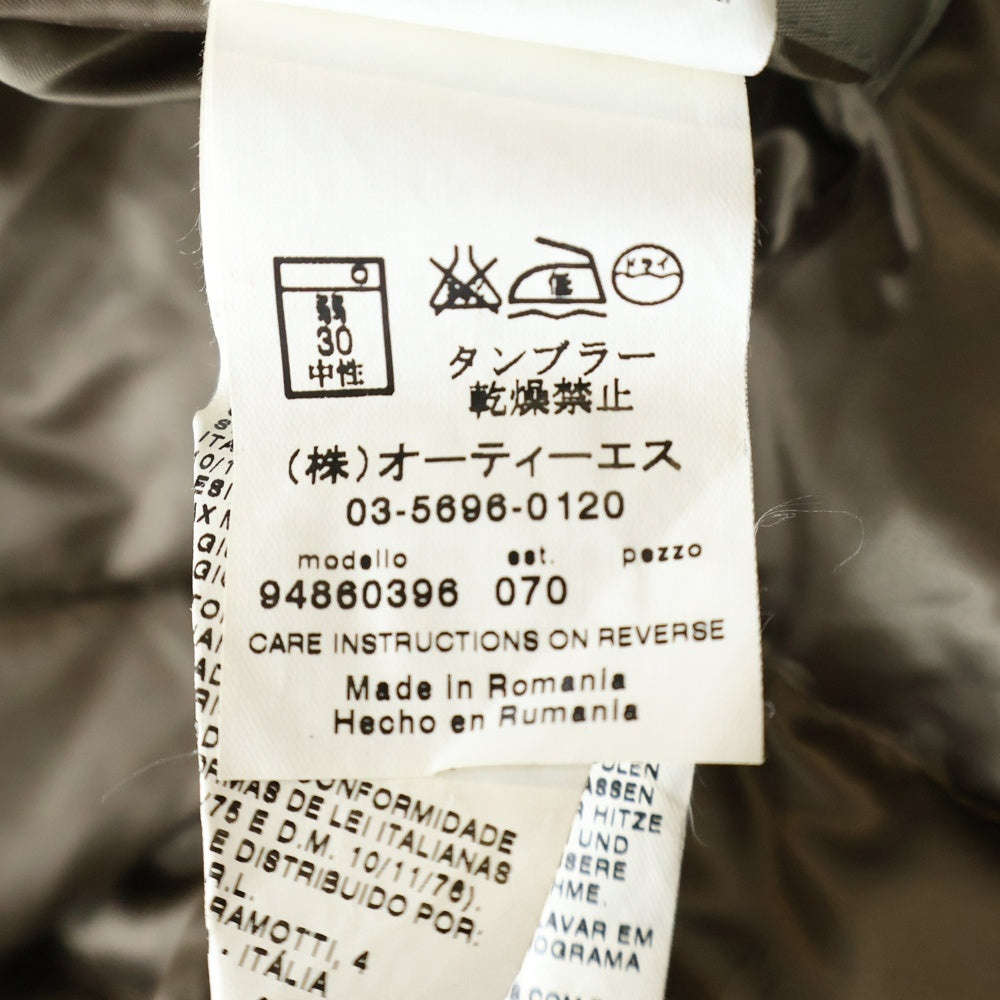 弱
30
中性
低
ドライ
タンブラー
乾燥禁止
(株)オーティーエス
03-5696-0120
modello est. pezzo
94860396 070
CARE INSTRUCTIONS ON REVERSE
Made in Romania
Hecho en Rumania
CONFORMIDADE
MAS DE LEI ITALIANAS
/75 E D.M. 10/11/76).
E DISTRIBUIDO POR:
R.L.
RAMOTTI, 4
- ITÁLIA
ASSEN
HITZE
UND
HME.
LAVAR EM
OGRAMA